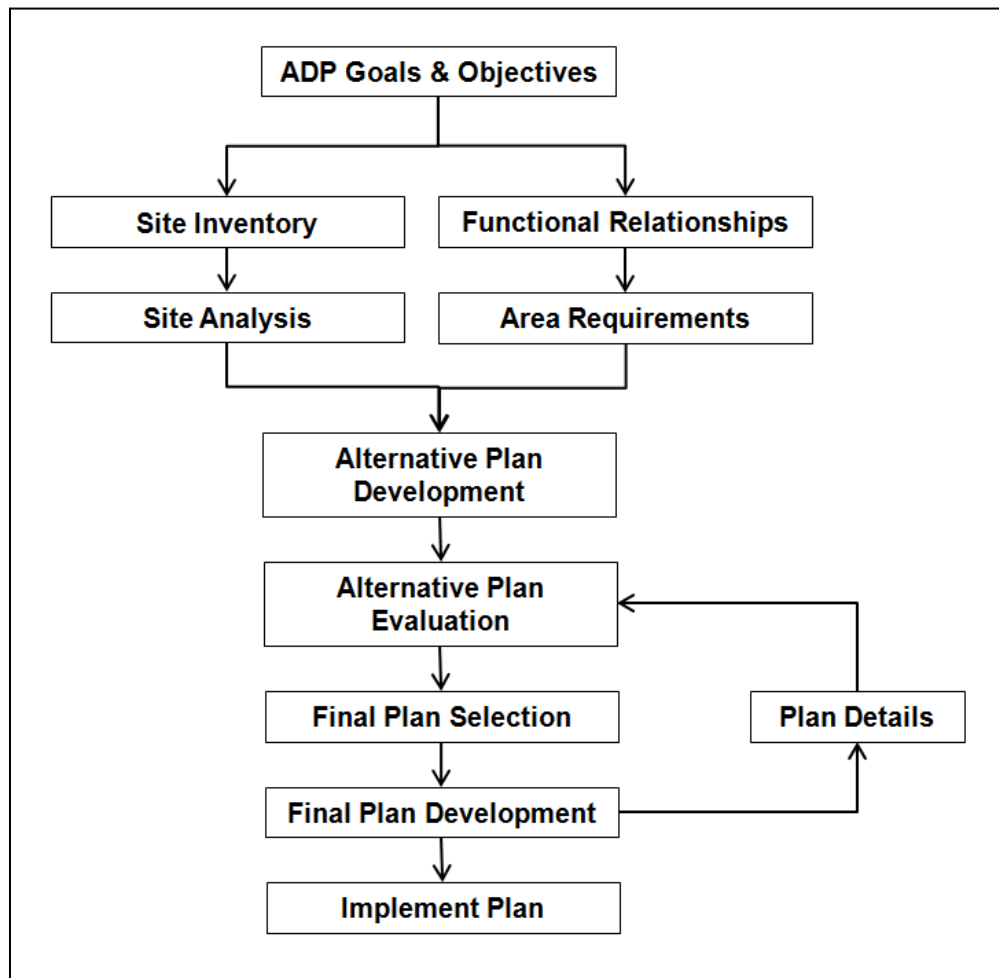 ADP Goals & Objectives
Site Inventory
Functional Relationships
Site Analysis
Area Requirements
Alternative Plan
Development
Alternative Plan
Evaluation
Final Plan Selection
Plan Details
Final Plan Development
Implement Plan